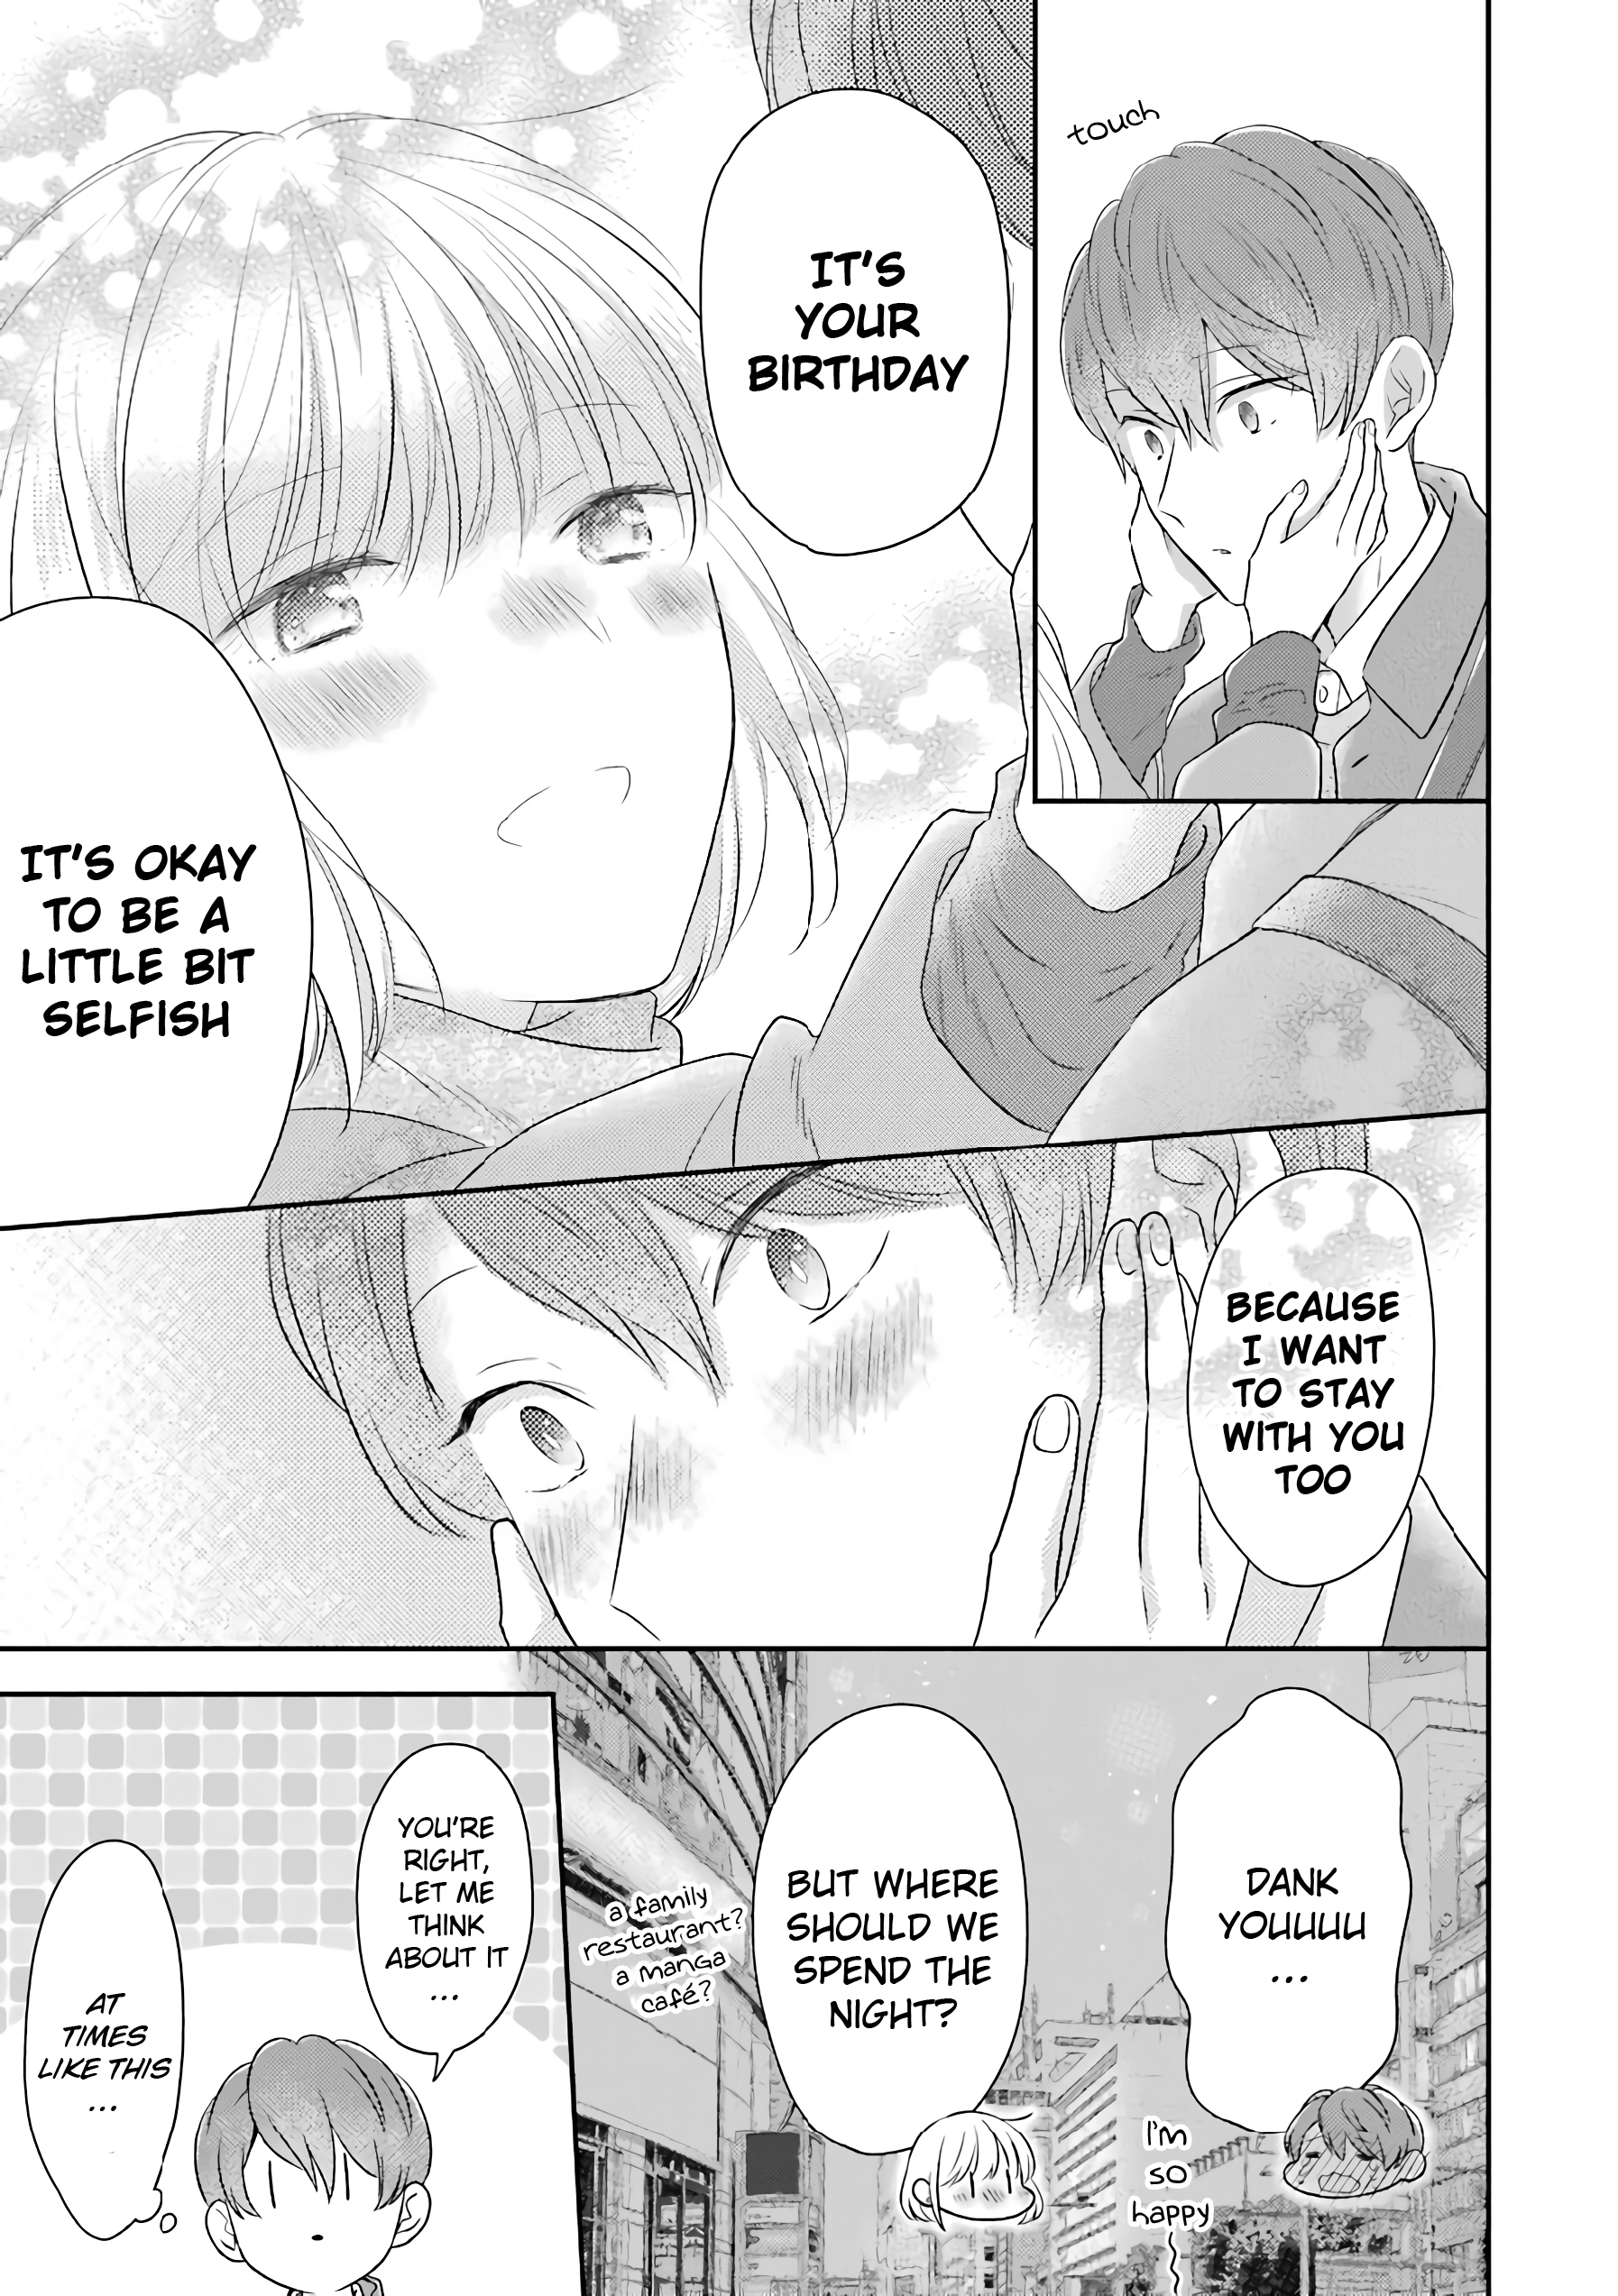 touch
IT'S
YOUR
BIRTHDAY
IT'S OKAY
TO BE A
LITTLE BIT
SELFISH
BECAUSE
I WANT
TO STAY
WITH YOU
TOO
DANK
YOUUUU
...
I'm
so
happy
BUT WHERE
SHOULD WE
SPEND THE
NIGHT?
a family
restaurant?
a manga
café?
YOU'RE
RIGHT,
LET ME
THINK
ABOUT IT
...
AT
TIMES
LIKE THIS
...